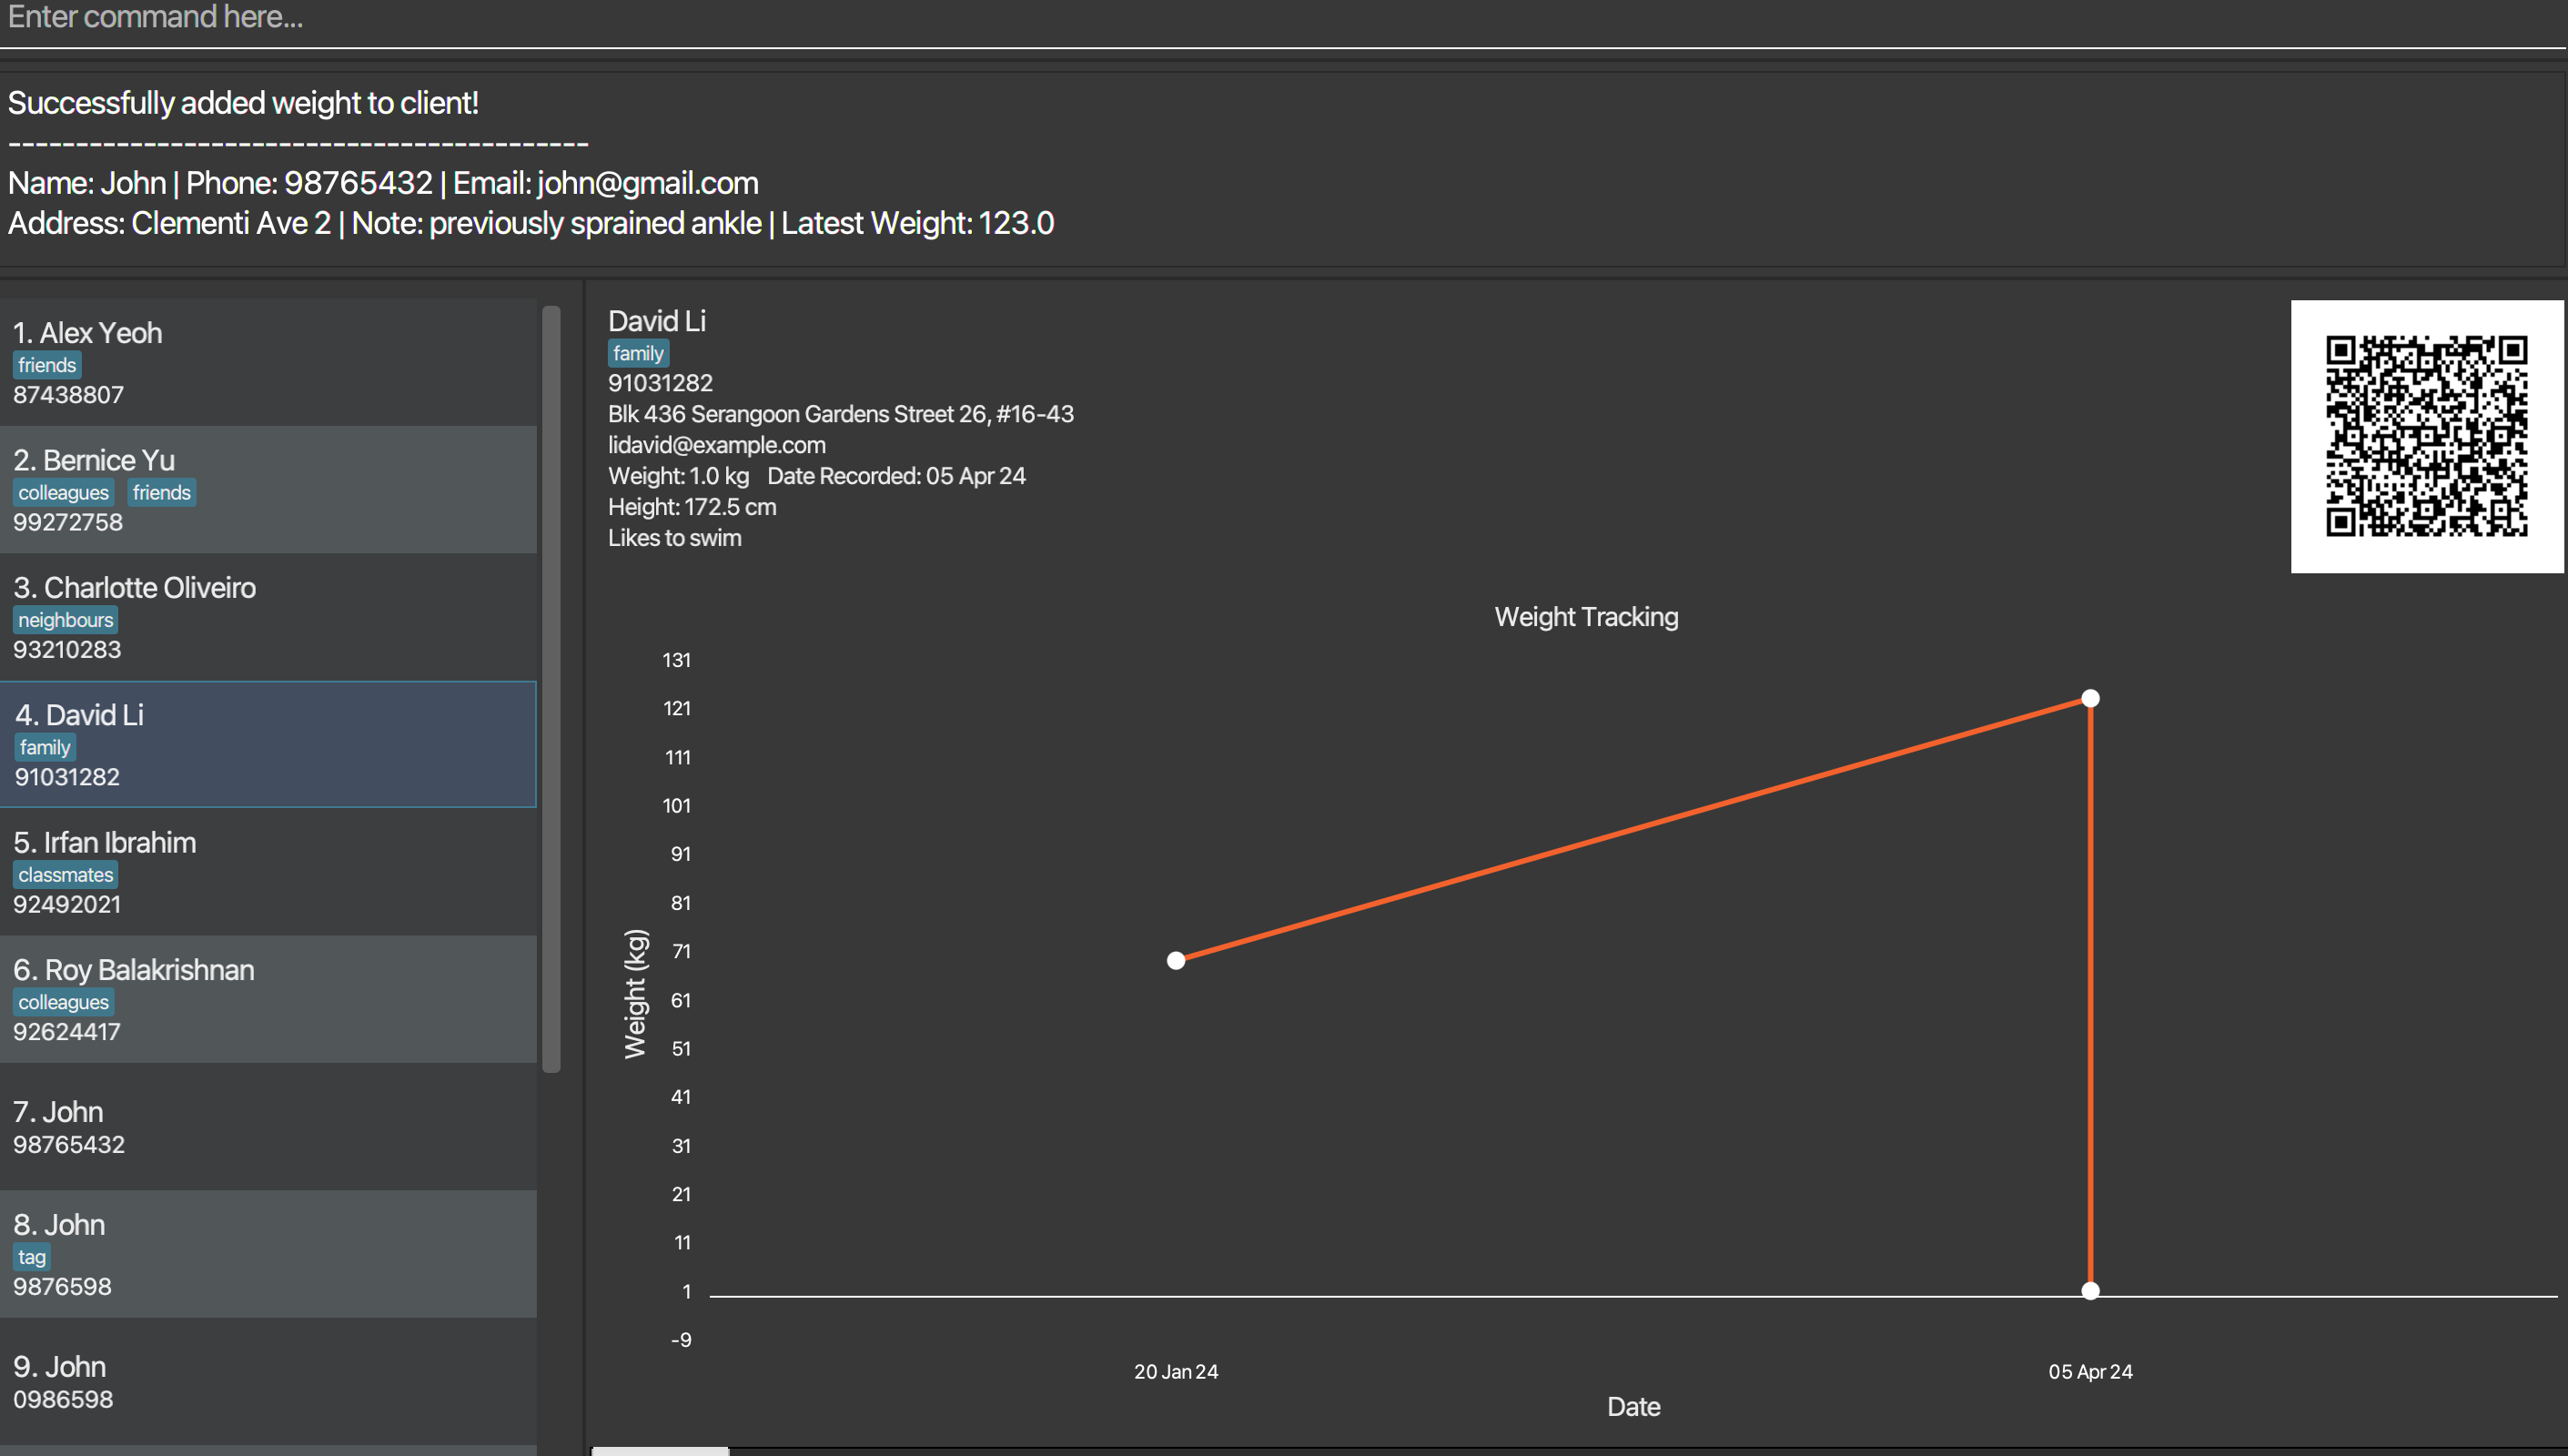 Enter command here...
Successfully added weight to client!
-------------------------------------------
Name: John | Phone: 98765432 | Email: john@gmail.com
Address: Clementi Ave 2 | Note: previously sprained ankle | Latest Weight: 123.0
1. Alex Yeoh
friends
87438807
2. Bernice Yu
colleagues friends
99272758
3. Charlotte Oliveiro
neighbours
93210283
4. David Li
family
91031282
5. Irfan Ibrahim
classmates
92492021
6. Roy Balakrishnan
colleagues
92624417
7. John
98765432
8. John
tag
9876598
9. John
0986598
David Li
family
91031282
Blk 436 Serangoon Gardens Street 26, #16-43
lidavid@example.com
Weight: 1.0 kg Date Recorded: 05 Apr 24
Height: 172.5 cm
Likes to swim
Weight Tracking
131
121
111
101
91
81
71
61
51
41
31
21
11
1
-9
Weight (kg)
20 Jan 24 05 Apr 24
Date